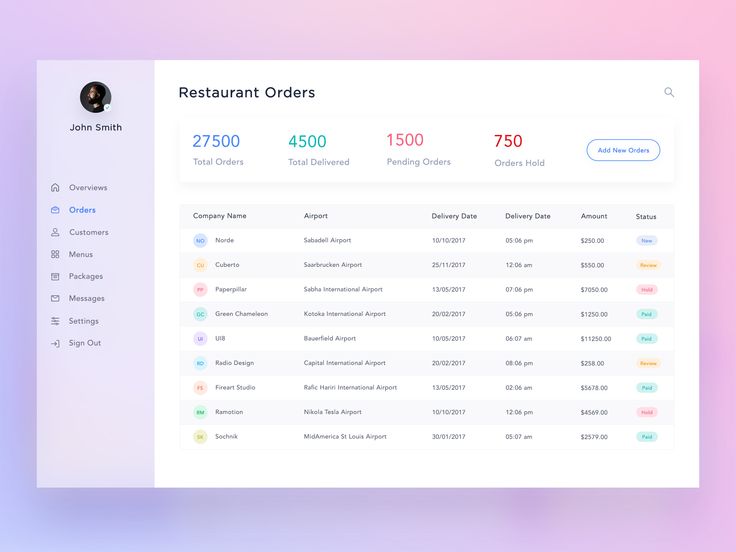 John Smith
Overviews
Orders
Customers
Menus
Packages
Messages
Settings
Sign Out
Restaurant Orders
27500 4500 1500 750
Total Orders Total Delivered Pending Orders Orders Hold
Add New Orders
Company Name Airport Delivery Date Delivery Date Amount Status
NO Norde Sabadell Airport 10/10/2017 05:06 pm $250.00 New
CU Cuberto Saarbrucken Airport 25/11/2017 12:06 am $550.00 Review
PP Paperpillar Sabha International Airport 13/05/2017 07:06 pm $7050.00 Hold
GC Green Chameleon Kotoka International Airport 20/02/2017 05:06 pm $1250.00 Paid
UI UI8 Bauerfield Airport 10/05/2017 06:07 am $11250.00 Paid
RD Radio Design Capital International Airport 20/02/2017 08:06 pm $258.00 Review
FS Fireart Studio Rafic Hariri International Airport 13/05/2017 02:06 am $5678.00 Paid
RM Ramotion Nikola Tesla Airport 10/10/2017 12:06 pm $4569.00 Hold
SK Sochnik MidAmerica St Louis Airport 30/01/2017 05:07 am $2579.00 Paid